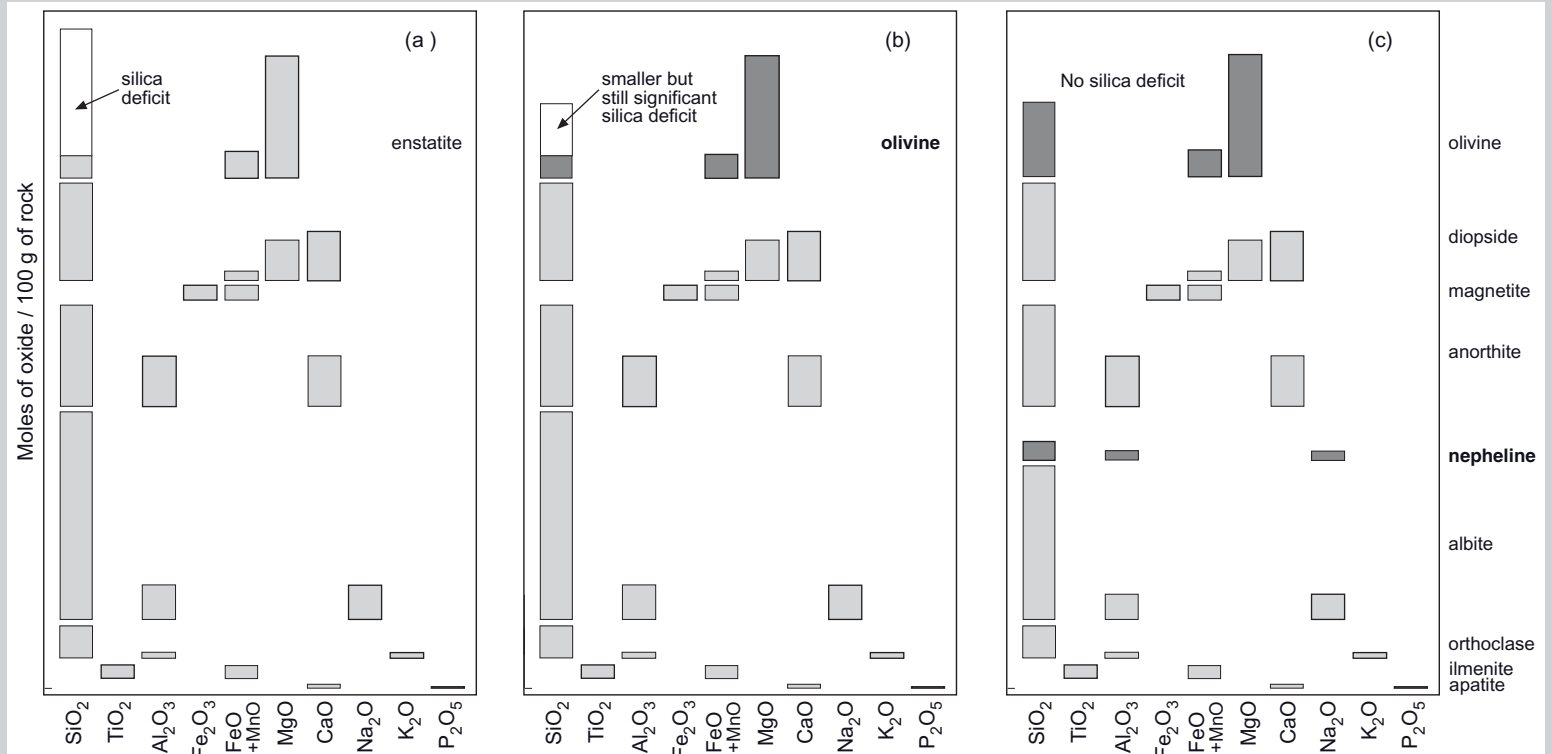 Moles of oxide / 100 g of rock
(a )
silica
deficit
enstatite
(b)
smaller but
still significant
silica deficit
olivine
(c)
No silica deficit
olivine
diopside
magnetite
anorthite
nepheline
albite
orthoclase
ilmenite
apatite
SiO₂
TiO₂
Al₂O₃
Fe₂O₃
FeO
+MnO
MgO
CaO
Na₂O
K₂O
P₂O₅
SiO₂
TiO₂
Al₂O₃
Fe₂O₃
FeO
+MnO
MgO
CaO
Na₂O
K₂O
P₂O₅
SiO₂
TiO₂
Al₂O₃
Fe₂O₃
FeO
+MnO
MgO
CaO
Na₂O
K₂O
P₂O₅